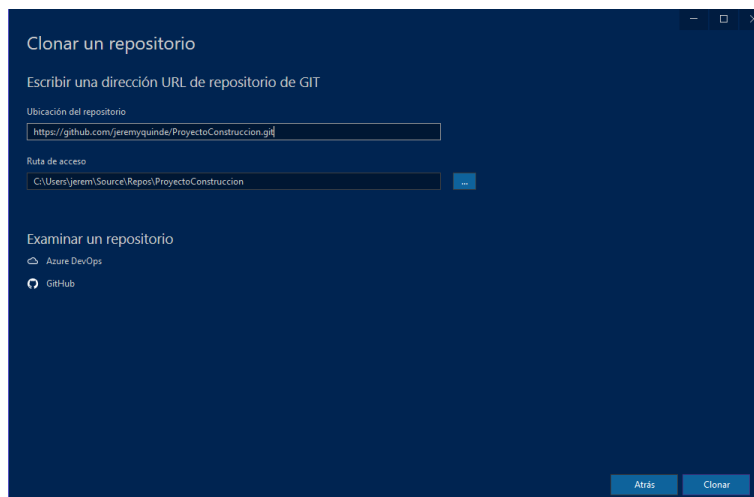 Clonar un repositorio
Escribir una dirección URL de repositorio de GIT
Ubicación del repositorio
https://github.com/jeremyquinde/ProyectoConstruccion.git
Ruta de acceso
C:\Users\jerem\Source\Repos\ProyectoConstruccion
...
Examinar un repositorio
Azure DevOps
GitHub
Atrás
Clonar